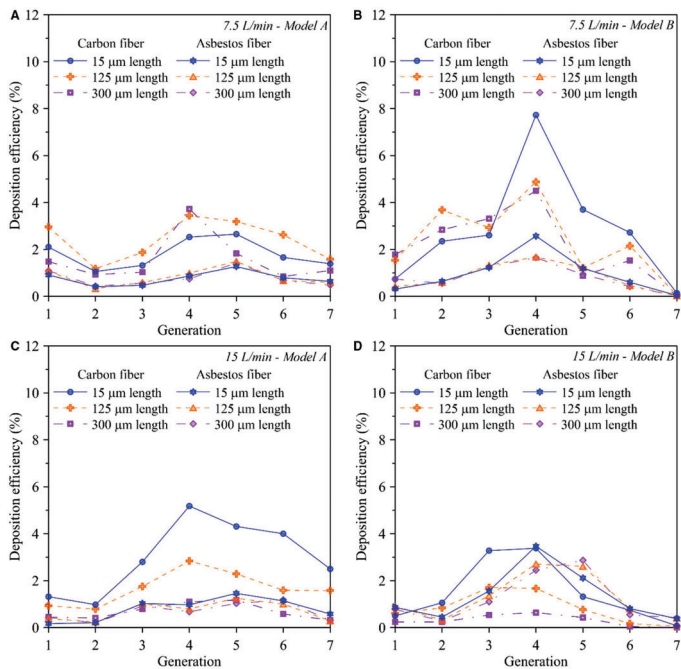 A
7.5 L/min - Model A
Carbon fiber Asbestos fiber
15 µm length 15 µm length
125 µm length 125 µm length
300 µm length 300 µm length
Deposition efficiency (%)
12
10
8
6
4
2
0
1 2 3 4 5 6 7
Generation
B
7.5 L/min - Model B
Carbon fiber Asbestos fiber
15 µm length 15 µm length
125 µm length 125 µm length
300 µm length 300 µm length
Deposition efficiency (%)
12
10
8
6
4
2
0
1 2 3 4 5 6 7
Generation
C
15 L/min - Model A
Carbon fiber Asbestos fiber
15 µm length 15 µm length
125 µm length 125 µm length
300 µm length 300 µm length
Deposition efficiency (%)
12
10
8
6
4
2
0
1 2 3 4 5 6 7
Generation
D
15 L/min - Model B
Carbon fiber Asbestos fiber
15 µm length 15 µm length
125 µm length 125 µm length
300 µm length 300 µm length
Deposition efficiency (%)
12
10
8
6
4
2
0
1 2 3 4 5 6 7
Generation